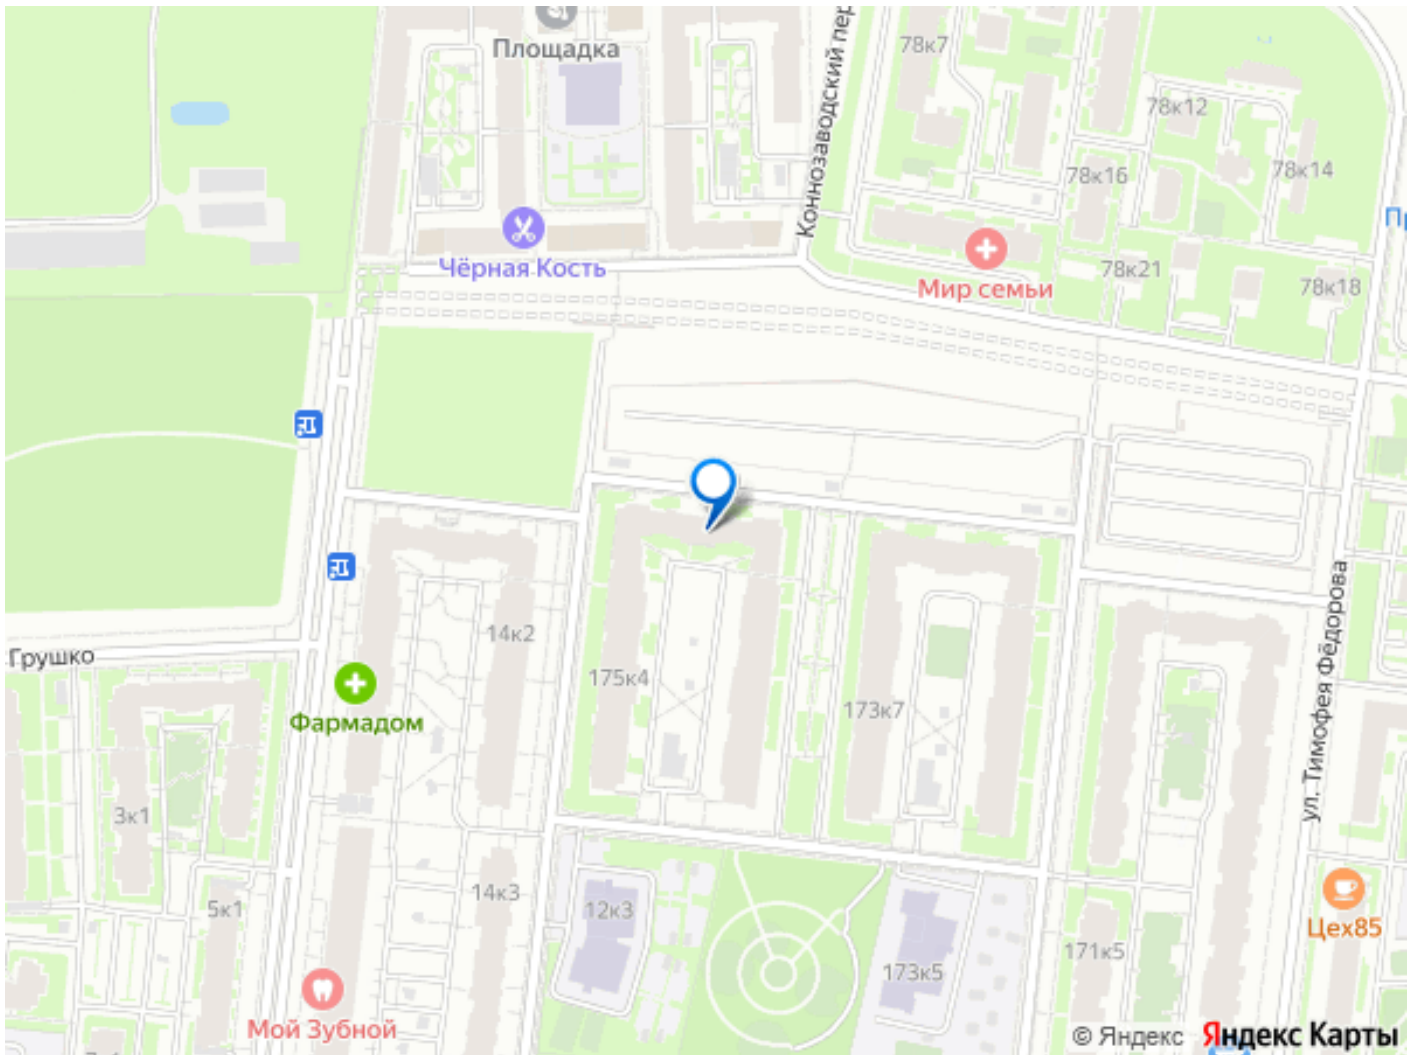 Площадка
78к7
Коннозаводский пер
78к12
78к16
78к14
Пр
Чёрная Кость
Мир семьи
78к21
78к18
Грушко
14к2
175к4
173к7
ул. Тимофея Фёдорова
Фармадом
3к1
5к1
14к3
12к3
173к5
171к5
Цех85
Мой Зубной
© Яндекс Яндекс Карты